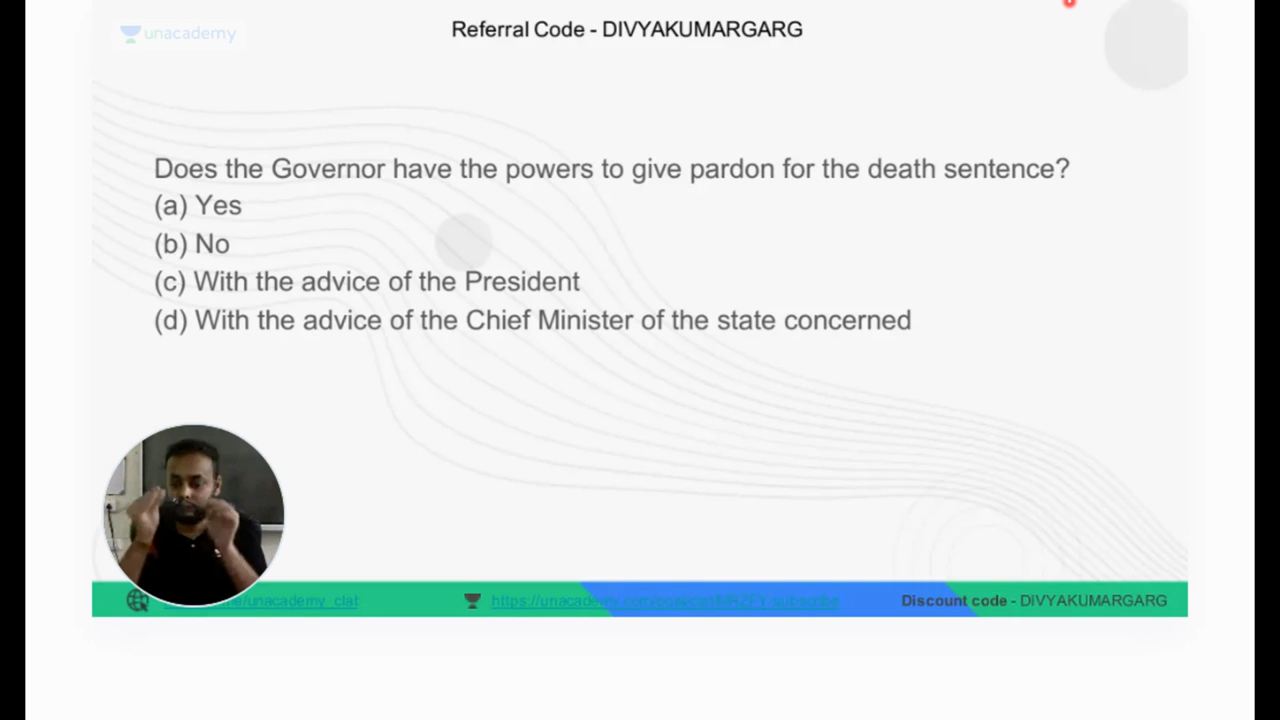 unacademy
Referral Code - DIVYAKUMARGARG
Does the Governor have the powers to give pardon for the death sentence?
(a) Yes
(b) No
(c) With the advice of the President
(d) With the advice of the Chief Minister of the state concerned
/unacademy_clat
Discount code - DIVYAKUMARGARG